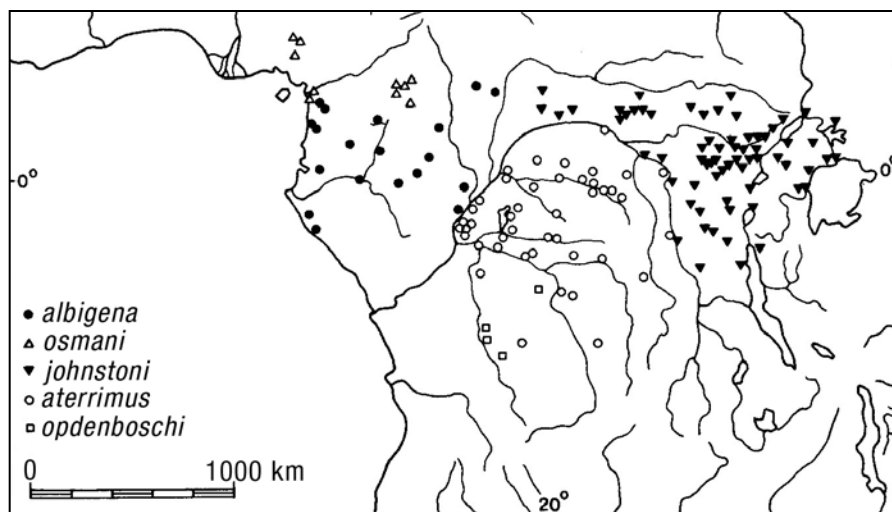 0°
0°
albigena
osmani
johnstoni
aterrimus
opdenboschi
0 1000 km
20°